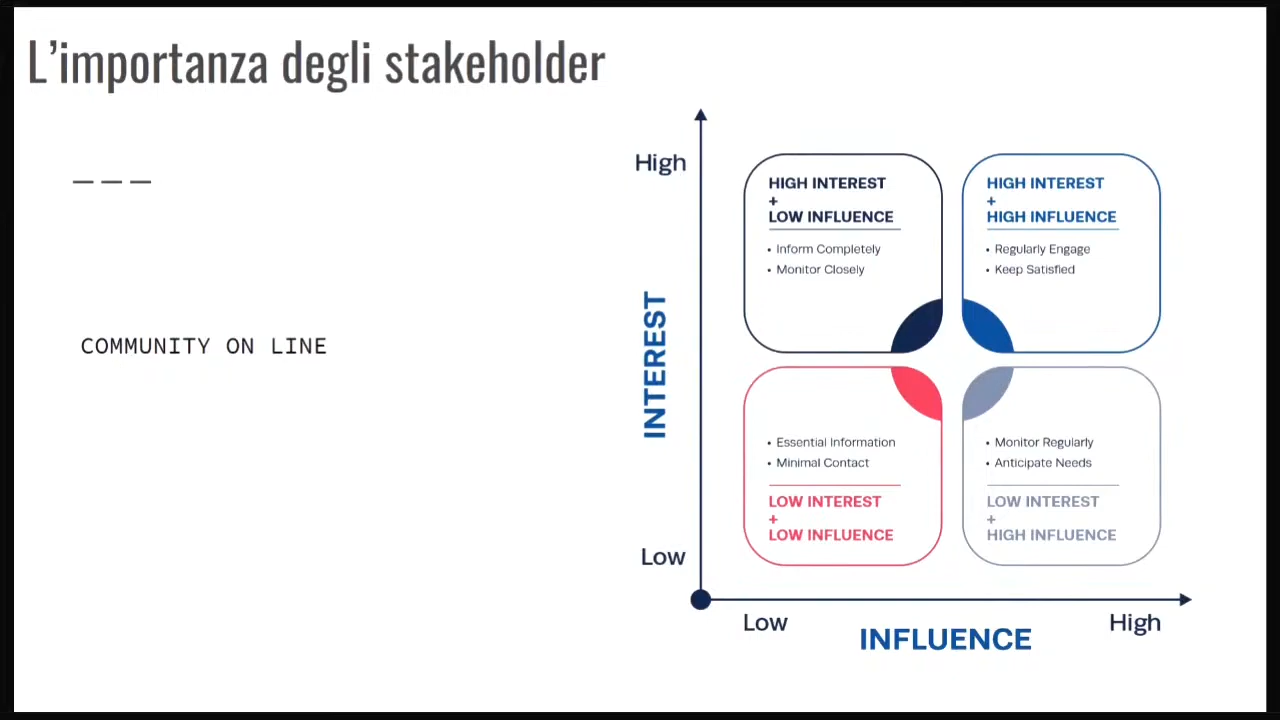 L'importanza degli stakeholder
COMMUNITY ON LINE
High
INTEREST
Low
HIGH INTEREST
+
LOW INFLUENCE
• Inform Completely
• Monitor Closely
HIGH INTEREST
+
HIGH INFLUENCE
• Regularly Engage
• Keep Satisfied
• Essential Information
• Minimal Contact
LOW INTEREST
+
LOW INFLUENCE
• Monitor Regularly
• Anticipate Needs
LOW INTEREST
+
HIGH INFLUENCE
Low
High
INFLUENCE